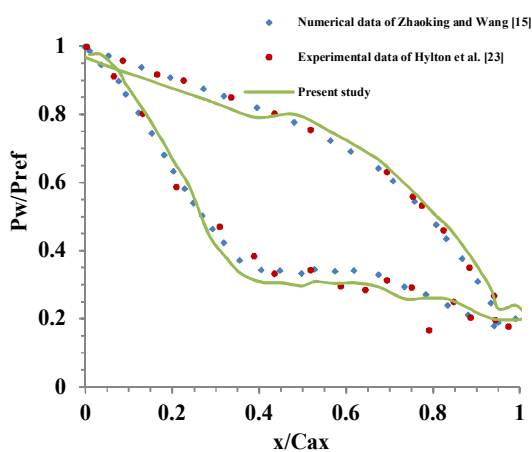 Numerical data of Zhaoking and Wang [15]
Experimental data of Hylton et al. [23]
Present study
1
0.8
0.6
0.4
0.2
0
Pw/Pref
0 0.2 0.4 0.6 0.8 1
x/Cax